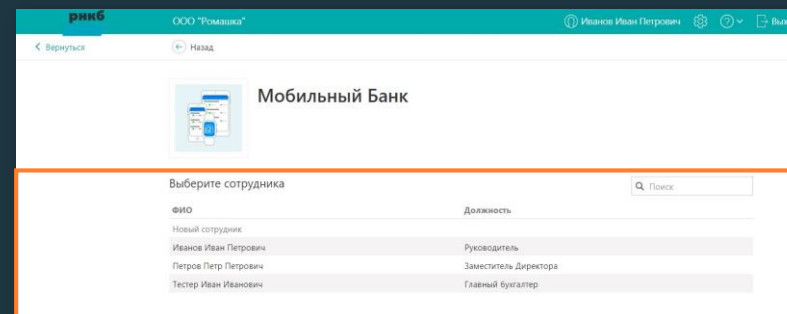 рнкб
ООО "Ромашка"
Иванов Иван Петрович
Вернуться
Назад
Мобильный Банк
Выберите сотрудника
Поиск
ФИО Должность
Новый сотрудник
Иванов Иван Петрович Руководитель
Петров Петр Петрович Заместитель Директора
Тестер Иван Иванович Главный бухгалтер